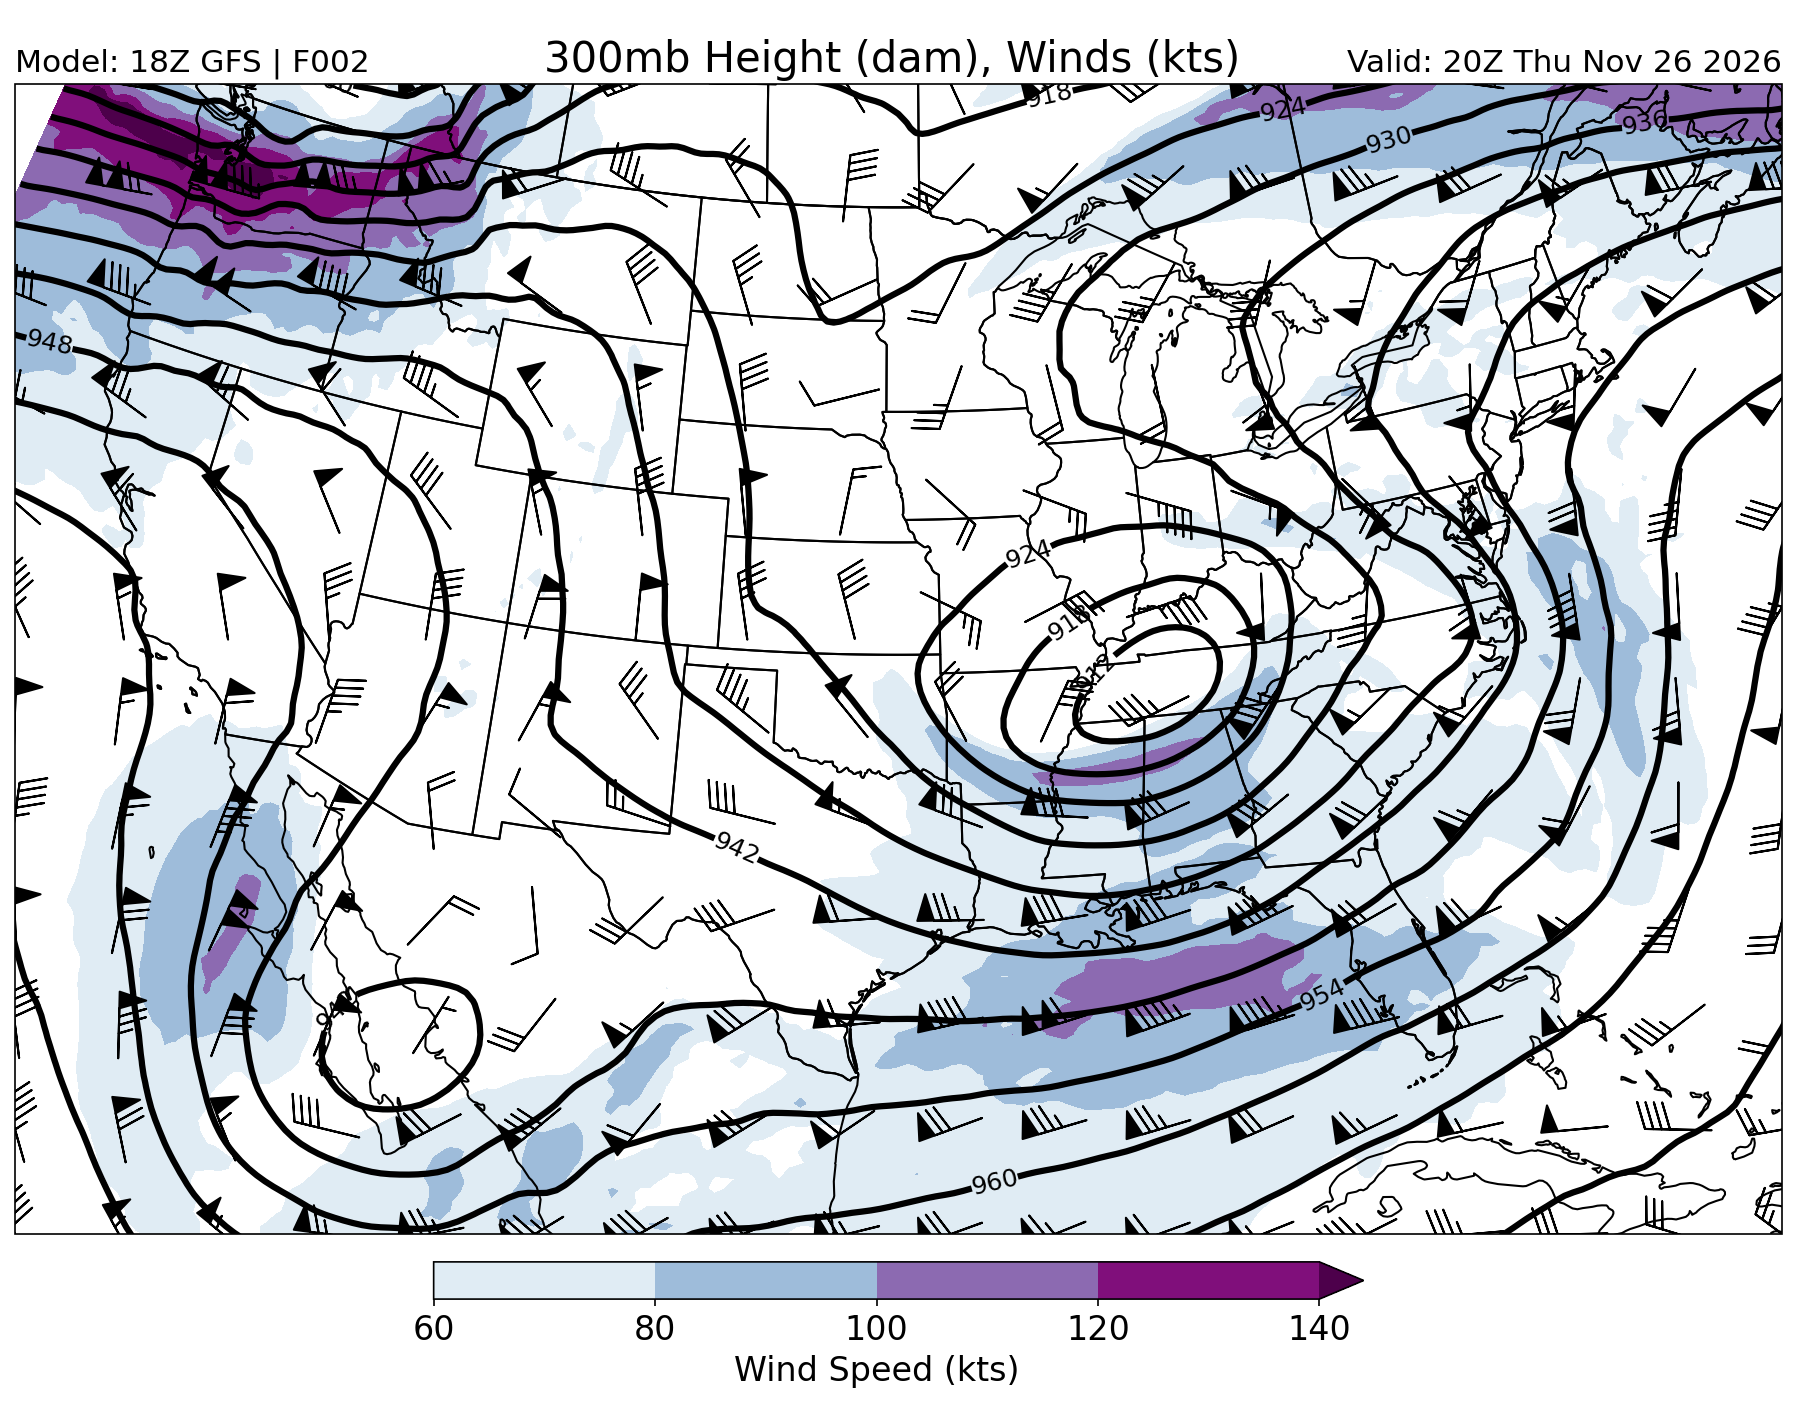 Model: 18Z GFS | F002
300mb Height (dam), Winds (kts)
Valid: 20Z Thu Nov 26 2026
918
924
930
936
948
924
918
912
942
954
960
60 80 100 120 140
Wind Speed (kts)